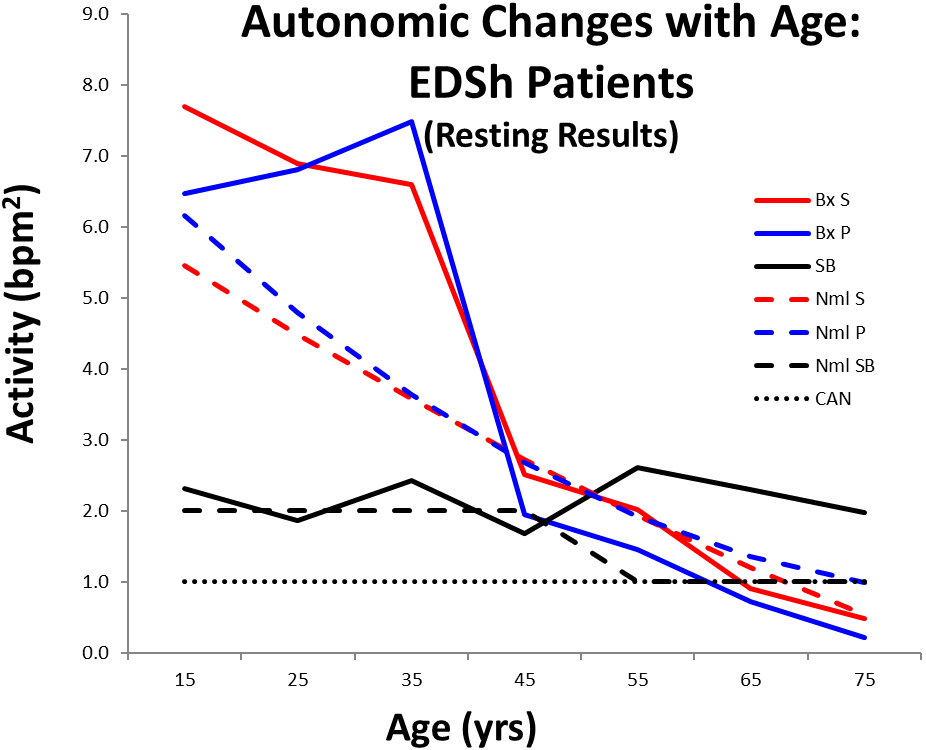 Autonomic Changes with Age:
EDSh Patients
(Resting Results)
Activity (bpm²)
9.0
8.0
7.0
6.0
5.0
4.0
3.0
2.0
1.0
0.0
Bx S
Bx P
SB
Nml S
Nml P
Nml SB
CAN
15 25 35 45 55 65 75
Age (yrs)